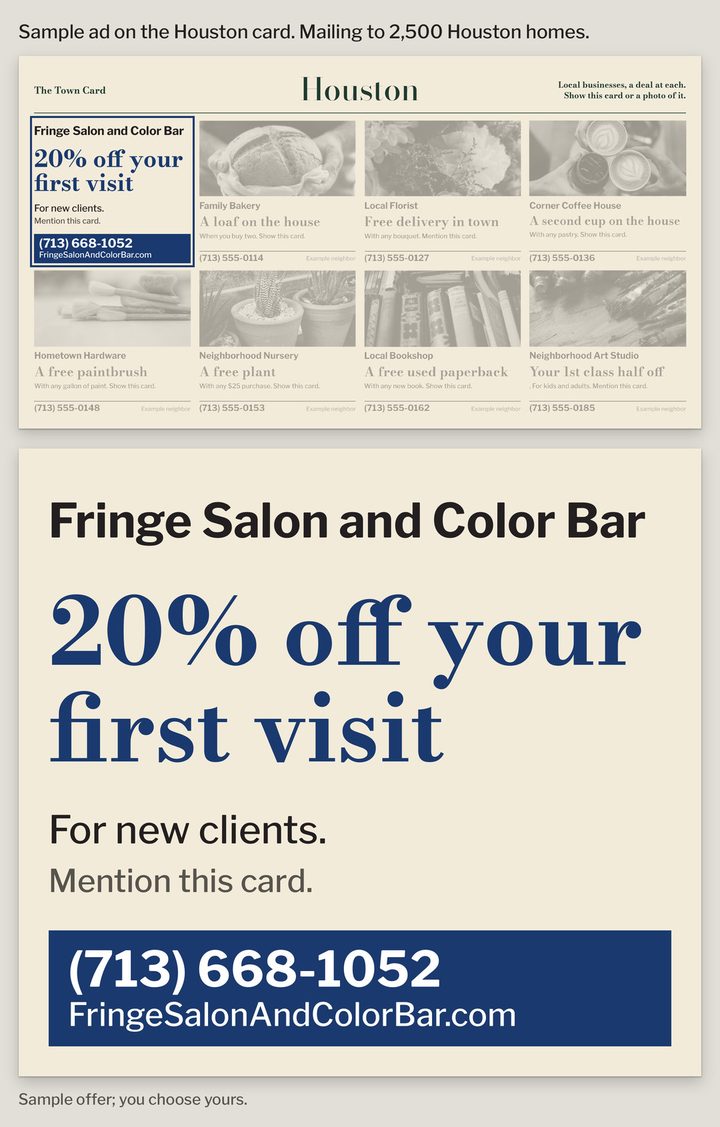 Sample ad on the Houston card. Mailing to 2,500 Houston homes.
The Town Card
Houston
Local businesses, a deal at each.
Show this card or a photo of it.
Fringe Salon and Color Bar
20% off your
first visit
For new clients.
Mention this card.
(713) 668-1052
FringeSalonAndColorBar.com
Family Bakery
A loaf on the house
When you buy two. Show this card.
(713) 555-0114
Example neighbor
Local Florist
Free delivery in town
With any bouquet. Mention this card.
(713) 555-0127
Example neighbor
Corner Coffee House
A second cup on the house
With any pastry. Show this card.
(713) 555-0136
Example neighbor
Hometown Hardware
A free paintbrush
With any gallon of paint. Show this card.
(713) 555-0148
Example neighbor
Neighborhood Nursery
A free plant
With any $25 purchase. Show this card.
(713) 555-0153
Example neighbor
Local Bookshop
A free used paperback
With any new book. Show this card.
(713) 555-0162
Example neighbor
Neighborhood Art Studio
Your 1st class half off
For kids and adults. Mention this card.
(713) 555-0185
Example neighbor
Fringe Salon and Color Bar
20% off your
first visit
For new clients.
Mention this card.
(713) 668-1052
FringeSalonAndColorBar.com
Sample offer; you choose yours.